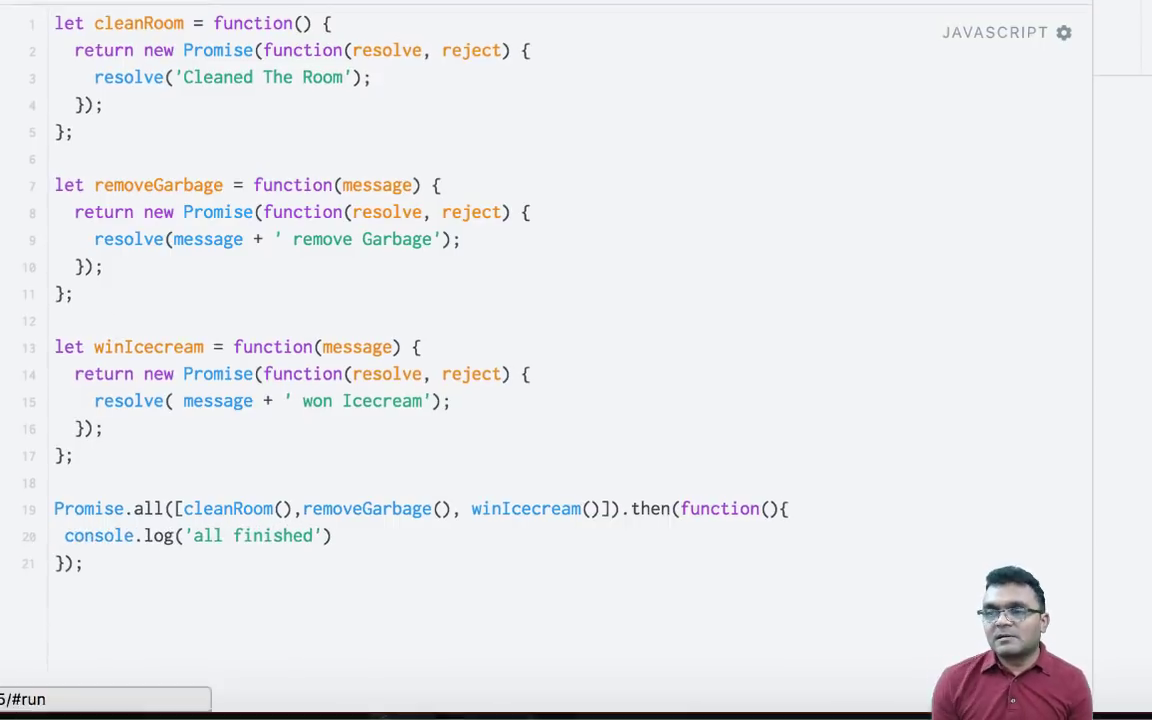 JAVASCRIPT
1 let cleanRoom = function() {
2 return new Promise(function(resolve, reject) {
3 resolve('Cleaned The Room');
4 });
5 };
6
7 let removeGarbage = function(message) {
8 return new Promise(function(resolve, reject) {
9 resolve(message + ' remove Garbage');
10 });
11 };
12
13 let winIcecream = function(message) {
14 return new Promise(function(resolve, reject) {
15 resolve( message + ' won Icecream');
16 });
17 };
18
19 Promise.all([cleanRoom(),removeGarbage(), winIcecream()]).then(function(){
20 console.log('all finished')
21 });
5/#run